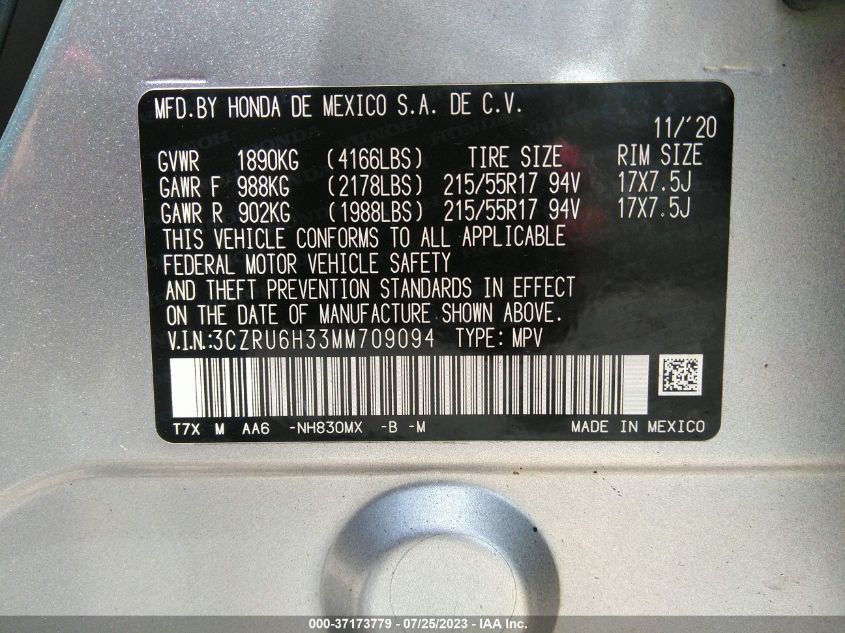 MFD.BY HONDA DE MEXICO S.A. DE C.V.
11/'20
GVWR 1890KG (4166LBS) TIRE SIZE RIM SIZE
GAWR F 988KG (2178LBS) 215/55R17 94V 17X7.5J
GAWR R 902KG (1988LBS) 215/55R17 94V 17X7.5J
THIS VEHICLE CONFORMS TO ALL APPLICABLE
FEDERAL MOTOR VEHICLE SAFETY
AND THEFT PREVENTION STANDARDS IN EFFECT
ON THE DATE OF MANUFACTURE SHOWN ABOVE.
V.I.N.:3CZRU6H33MM709094 TYPE: MPV
T7X M AA6 -NH830MX -B -M MADE IN MEXICO
000-37173779 - 07/25/2023 - IAA Inc.